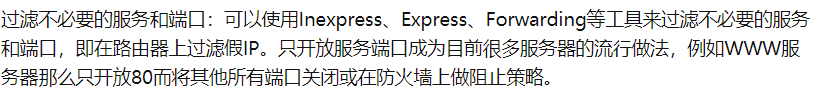 过滤不必要的服务和端口：可以使用Inexpress、Express、Forwarding等工具来过滤不必要的服务
和端口，即在路由器上过滤假IP。只开放服务端口成为目前很多服务器的流行做法，例如WWW服
务器那么只开放80而将其他所有端口关闭或在防火墙上做阻止策略。